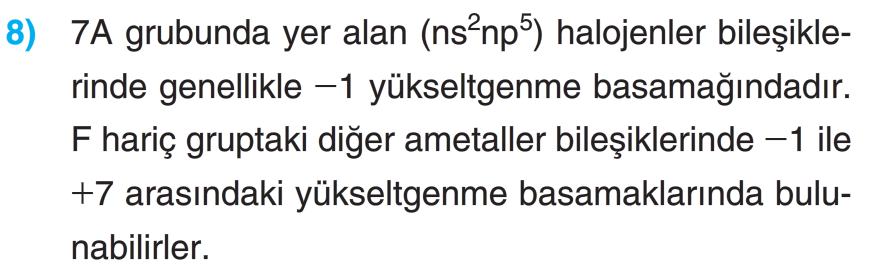 8) 7A grubunda yer alan (ns²np⁵) halojenler bileşikle-
rinde genellikle −1 yükseltgenme basamağındadır.
F hariç gruptaki diğer ametaller bileşiklerinde −1 ile
+7 arasındaki yükseltgenme basamaklarında bulu-
nabilirler.